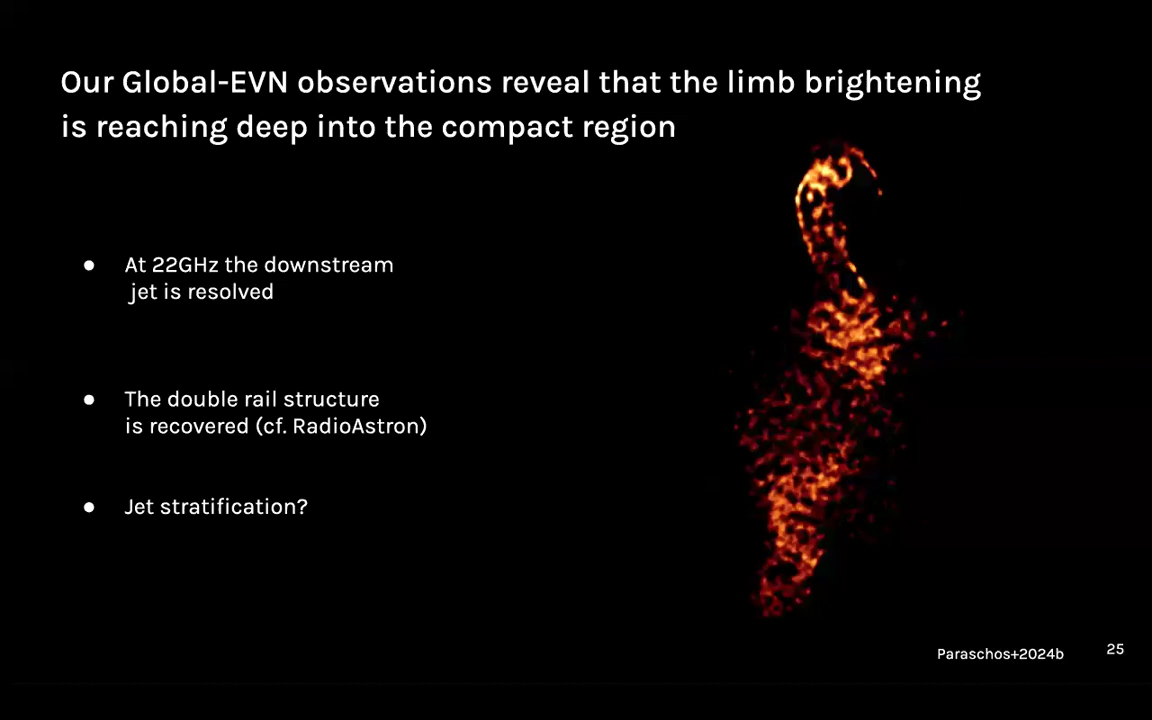 Our Global-EVN observations reveal that the limb brightening
is reaching deep into the compact region
● At 22GHz the downstream
jet is resolved
● The double rail structure
is recovered (cf. RadioAstron)
● Jet stratification?
Paraschos+2024b
25